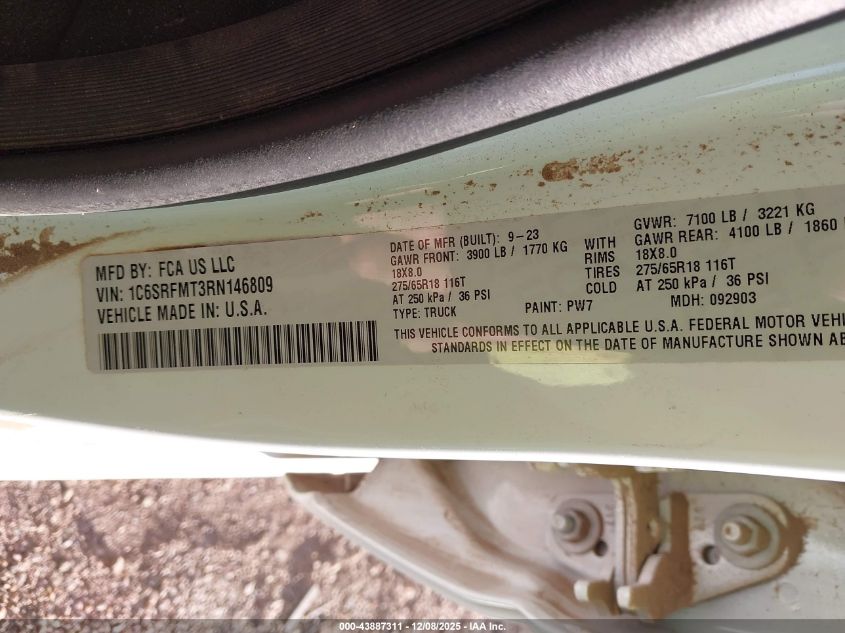 MFD BY: FCA US LLC
VIN: 1C6SRFMT3RN146809
VEHICLE MADE IN: U.S.A.
DATE OF MFR (BUILT): 9-23
GAWR FRONT: 3900 LB / 1770 KG
18X8.0
275/65R18 116T
AT 250 kPa / 36 PSI
TYPE: TRUCK
PAINT: PW7
WITH
RIMS
TIRES
COLD
GVWR: 7100 LB / 3221 KG
GAWR REAR: 4100 LB / 1860
18X8.0
275/65R18 116T
AT 250 kPa / 36 PSI
MDH: 092903
THIS VEHICLE CONFORMS TO ALL APPLICABLE U.S.A. FEDERAL MOTOR VEHI
STANDARDS IN EFFECT ON THE DATE OF MANUFACTURE SHOWN AB
000-43887311 - 12/08/2025 - IAA Inc.